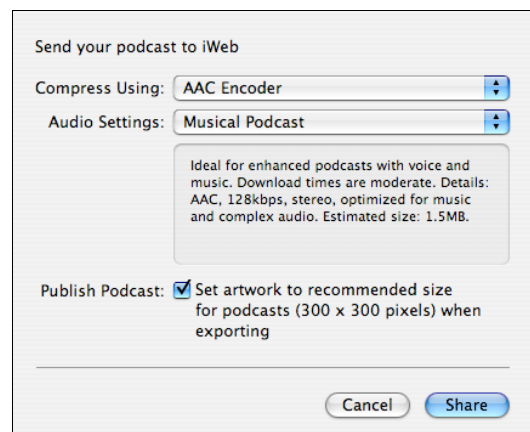 Send your podcast to iWeb
Compress Using: AAC Encoder
Audio Settings: Musical Podcast
Ideal for enhanced podcasts with voice and
music. Download times are moderate. Details:
AAC, 128kbps, stereo, optimized for music
and complex audio. Estimated size: 1.5MB.
Publish Podcast: Set artwork to recommended size
for podcasts (300 x 300 pixels) when
exporting
Cancel Share